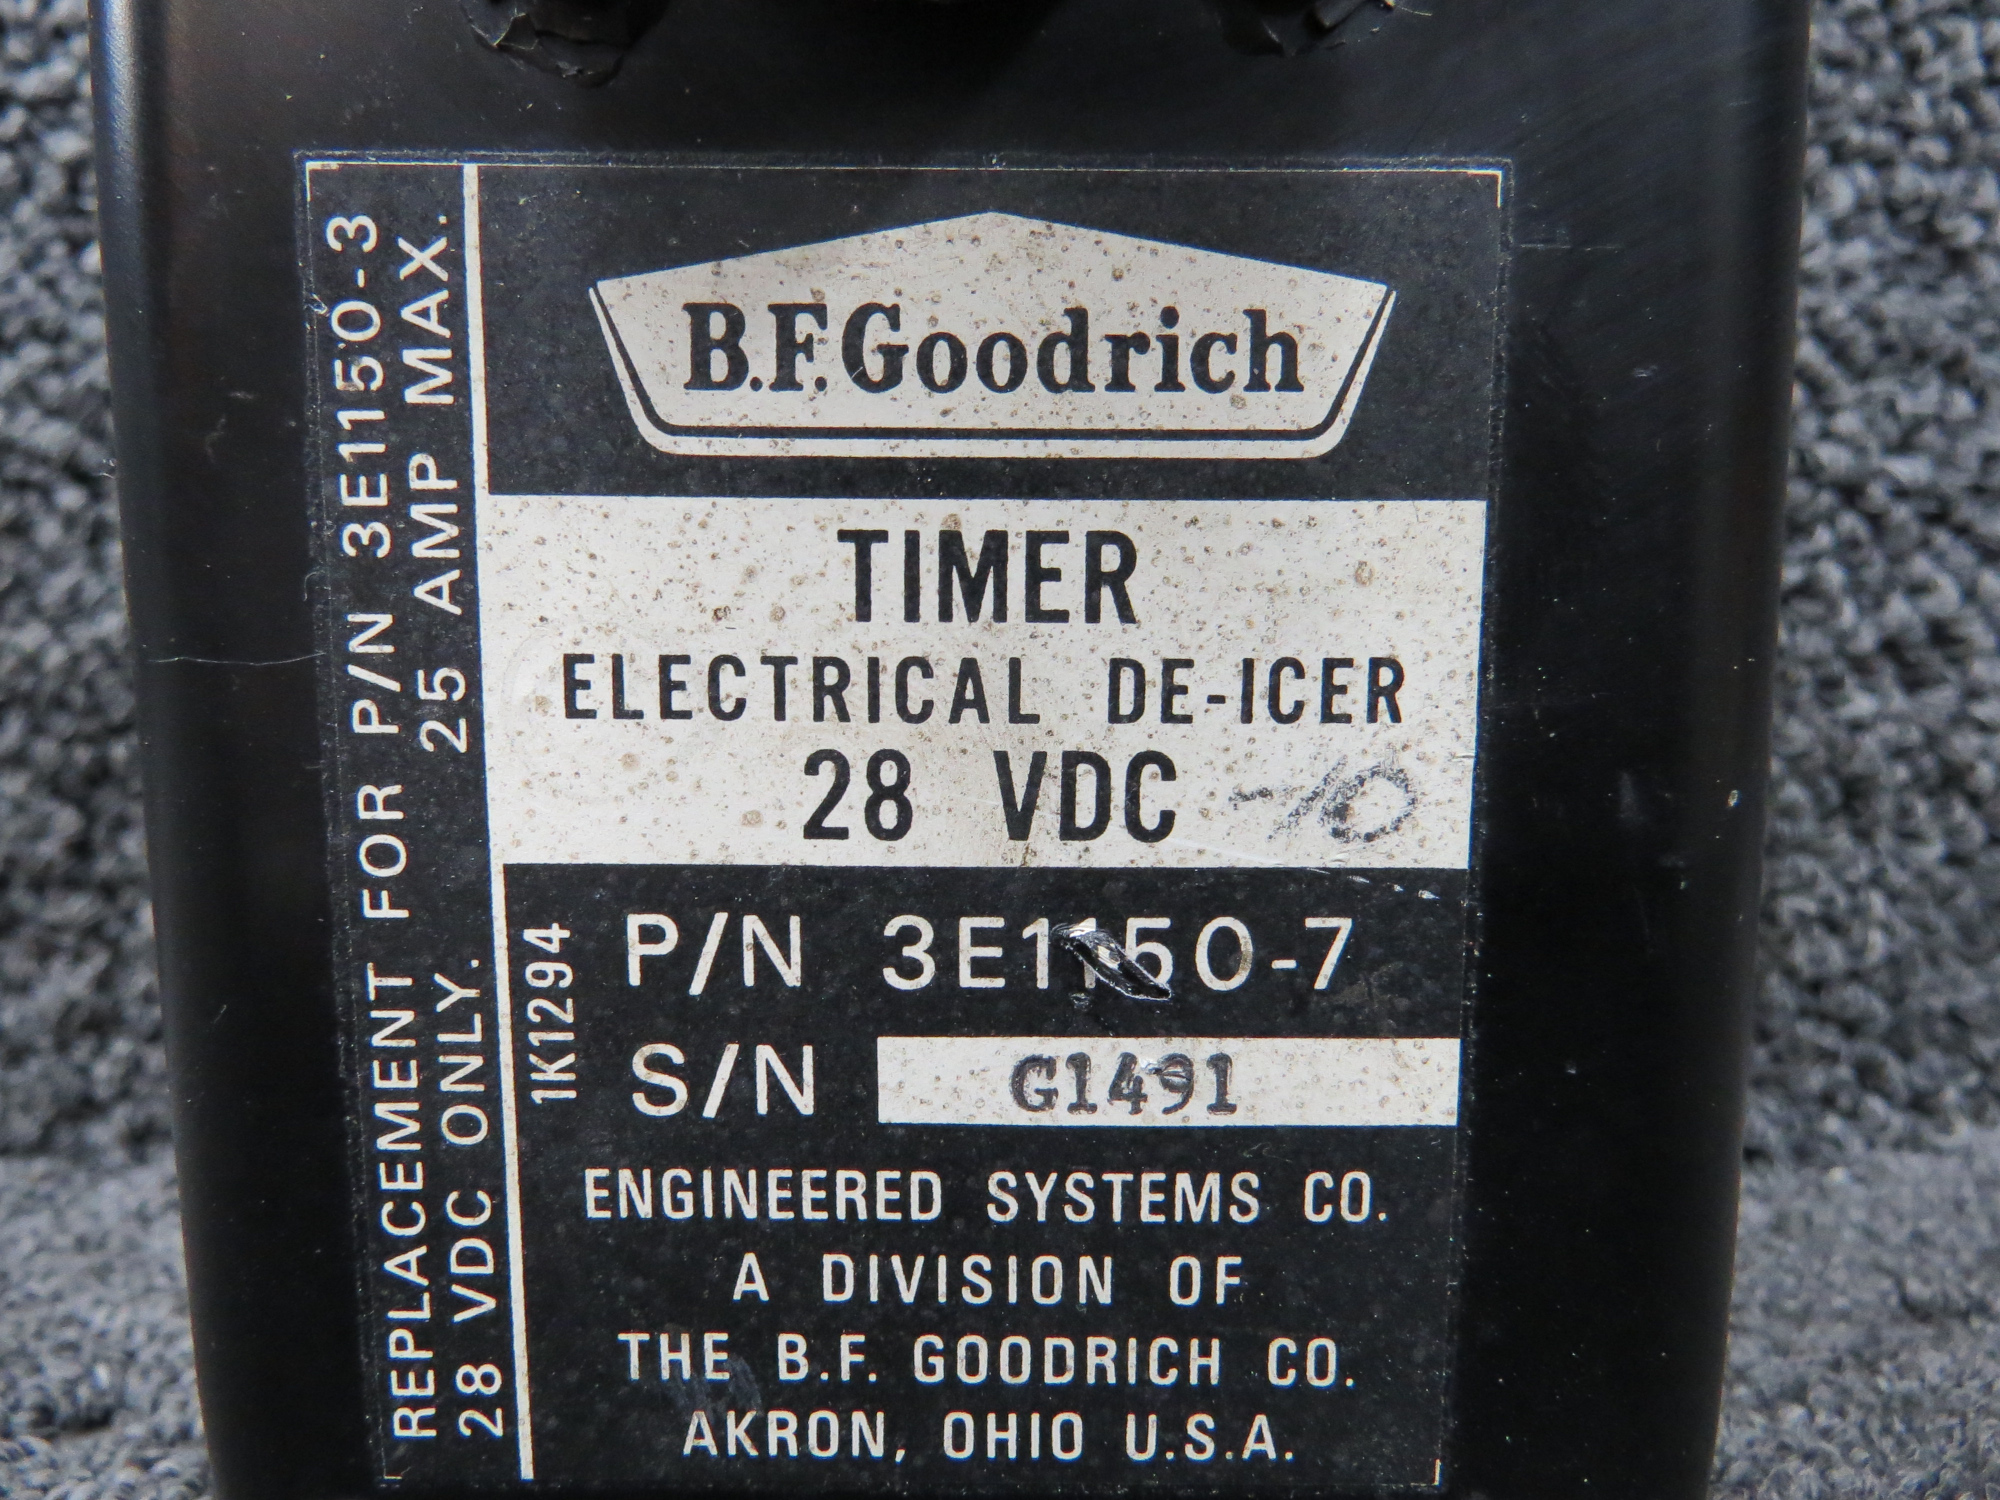 REPLACEMENT FOR P/N 3E1150-3
28 VDC ONLY. 25 AMP MAX.
B.F.Goodrich
TIMER
ELECTRICAL DE-ICER
28 VDC -10
1K1294
P/N 3E1150-7
S/N G1491
ENGINEERED SYSTEMS CO.
A DIVISION OF
THE B.F. GOODRICH CO.
AKRON, OHIO U.S.A.